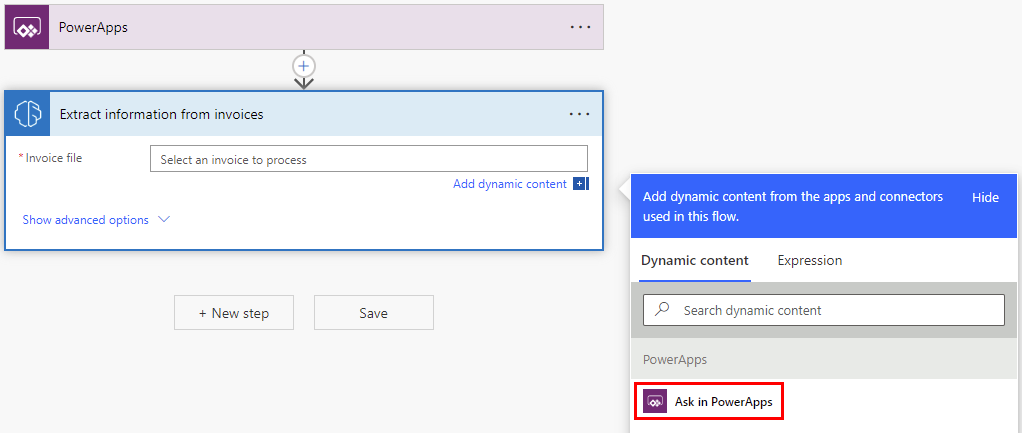 PowerApps
Extract information from invoices
* Invoice file
Select an invoice to process
Add dynamic content
Show advanced options
+ New step
Save
Add dynamic content from the apps and connectors
used in this flow.
Hide
Dynamic content
Expression
Search dynamic content
PowerApps
Ask in PowerApps